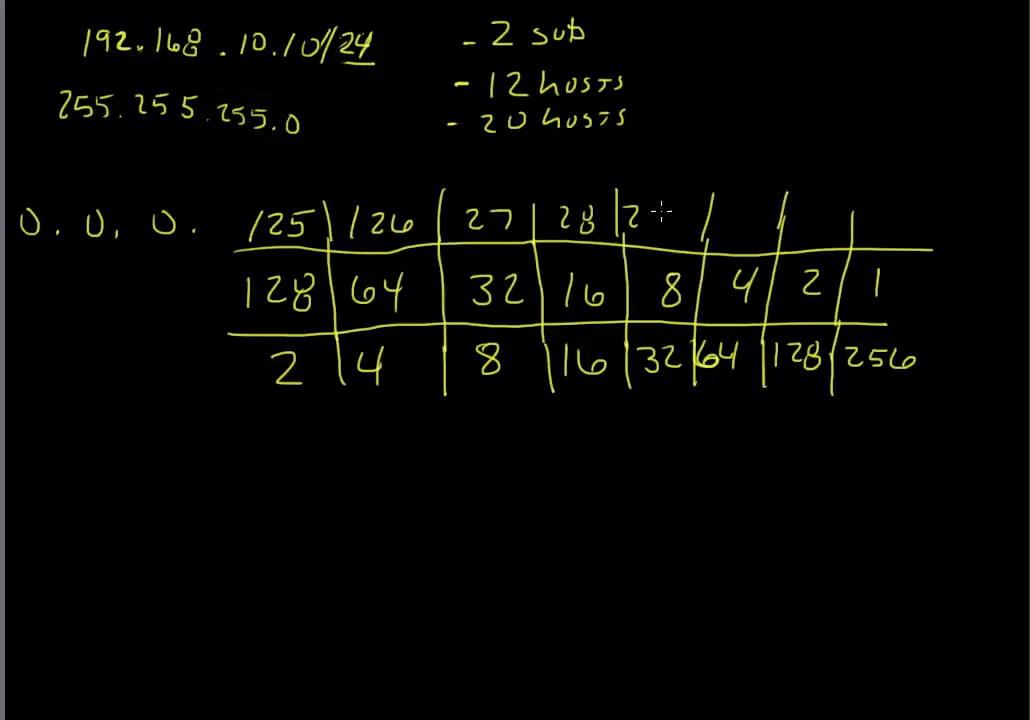 192.168.10.10//24
- 2 sub
- 12 hosts
- 20 hosts
255.255.255.0
0. 0. 0. /25 | /26 | 27 | 28 | 2
128 | 64 | 32 | 16 | 8 | 4 | 2 | 1
2 | 4 | 8 | 16 | 32 | 64 | 128 | 256